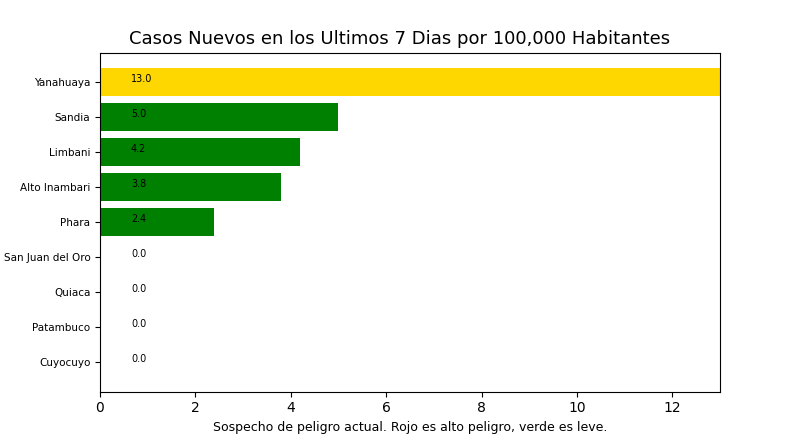 Casos Nuevos en los Ultimos 7 Dias por 100,000 Habitantes
Yanahuaya 13.0
Sandia 5.0
Limbani 4.2
Alto Inambari 3.8
Phara 2.4
San Juan del Oro 0.0
Quiaca 0.0
Patambuco 0.0
Cuyocuyo 0.0
0 2 4 6 8 10 12
Sospecho de peligro actual. Rojo es alto peligro, verde es leve.